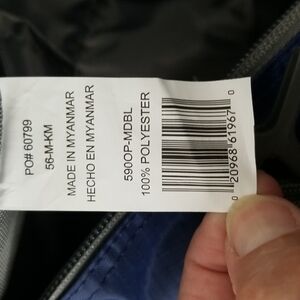 PO# 60799
56-M-KM
MADE IN MYANMAR
HECHO EN MYANMAR
590OP-MDBL
100% POLYESTER
0 20968 61967 0